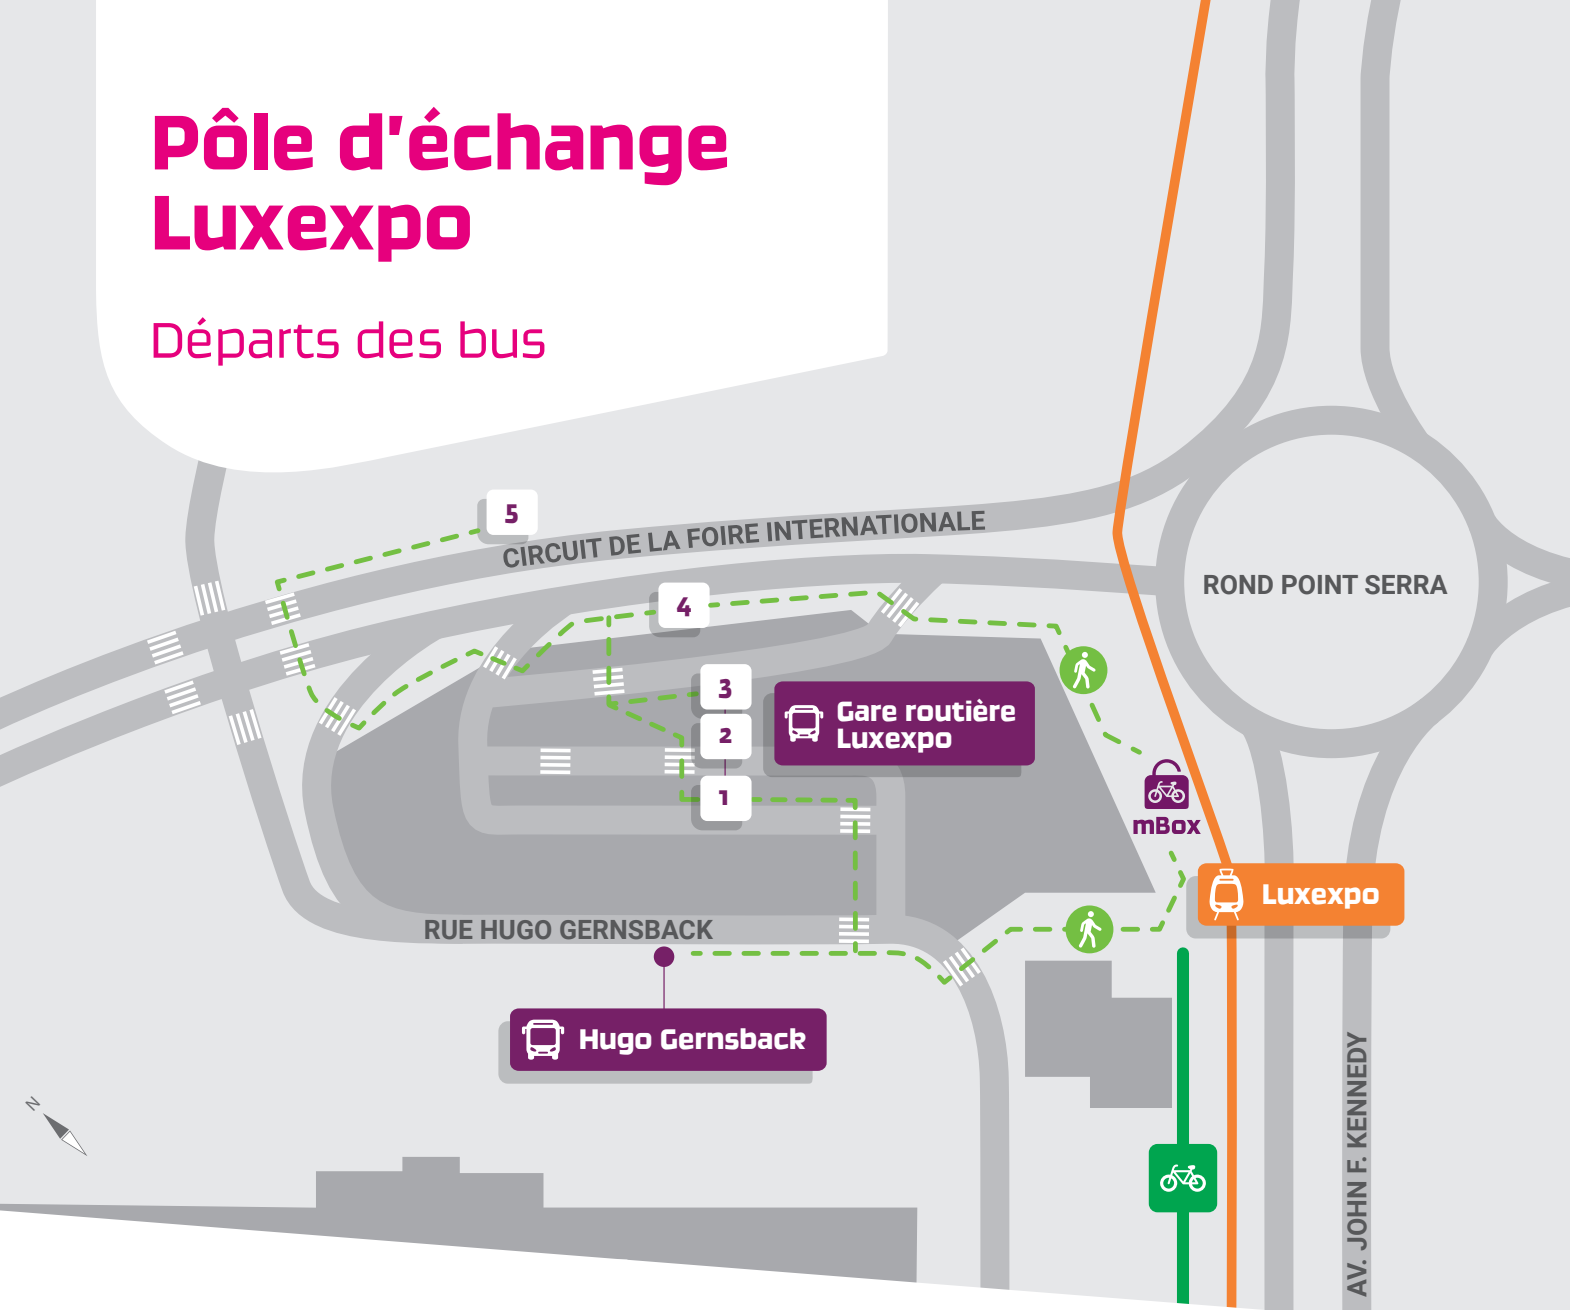 Pôle d'échange
Luxexpo
Départs des bus
5
CIRCUIT DE LA FOIRE INTERNATIONALE
ROND POINT SERRA
4
3
2
1
Gare routière
Luxexpo
mBox
Luxexpo
RUE HUGO GERNSBACK
Hugo Gernsback
AV. JOHN F. KENNEDY
N